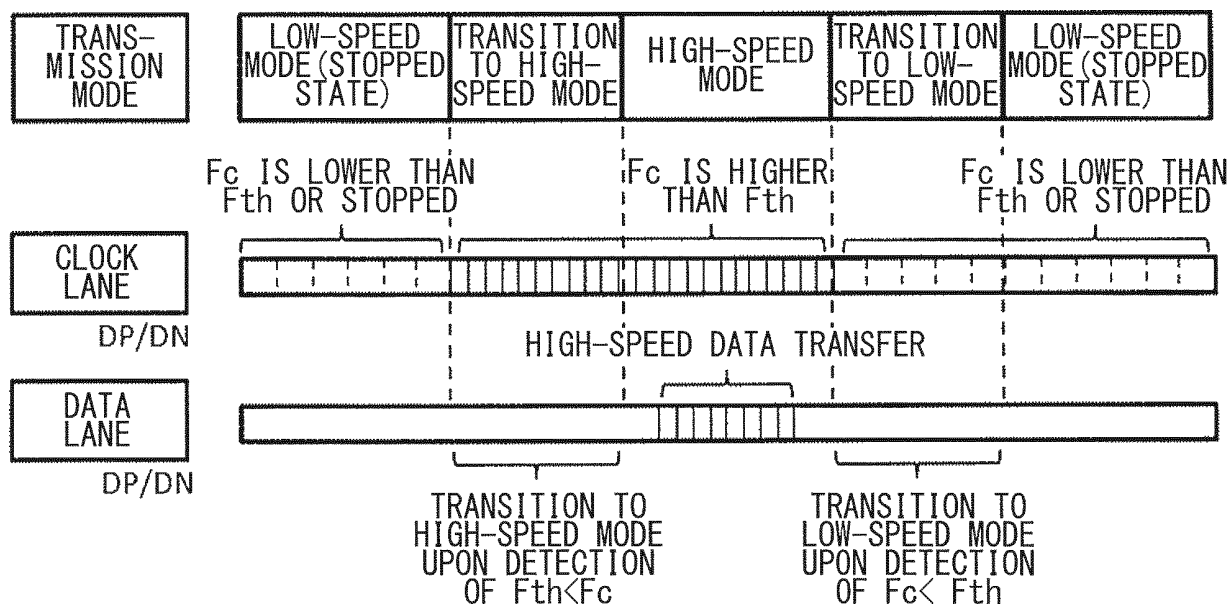 TRANS-
MISSION
MODE
LOW-SPEED
MODE(STOPPED
STATE)
TRANSITION
TO HIGH-
SPEED MODE
HIGH-SPEED
MODE
TRANSITION
TO LOW-
SPEED MODE
LOW-SPEED
MODE(STOPPED
STATE)
Fc IS LOWER THAN
Fth OR STOPPED
Fc IS HIGHER
THAN Fth
Fc IS LOWER THAN
Fth OR STOPPED
CLOCK
LANE
DP/DN
HIGH-SPEED DATA TRANSFER
DATA
LANE
DP/DN
TRANSITION TO
HIGH-SPEED MODE
UPON DETECTION
OF Fth<Fc
TRANSITION TO
LOW-SPEED MODE
UPON DETECTION
OF Fc< Fth